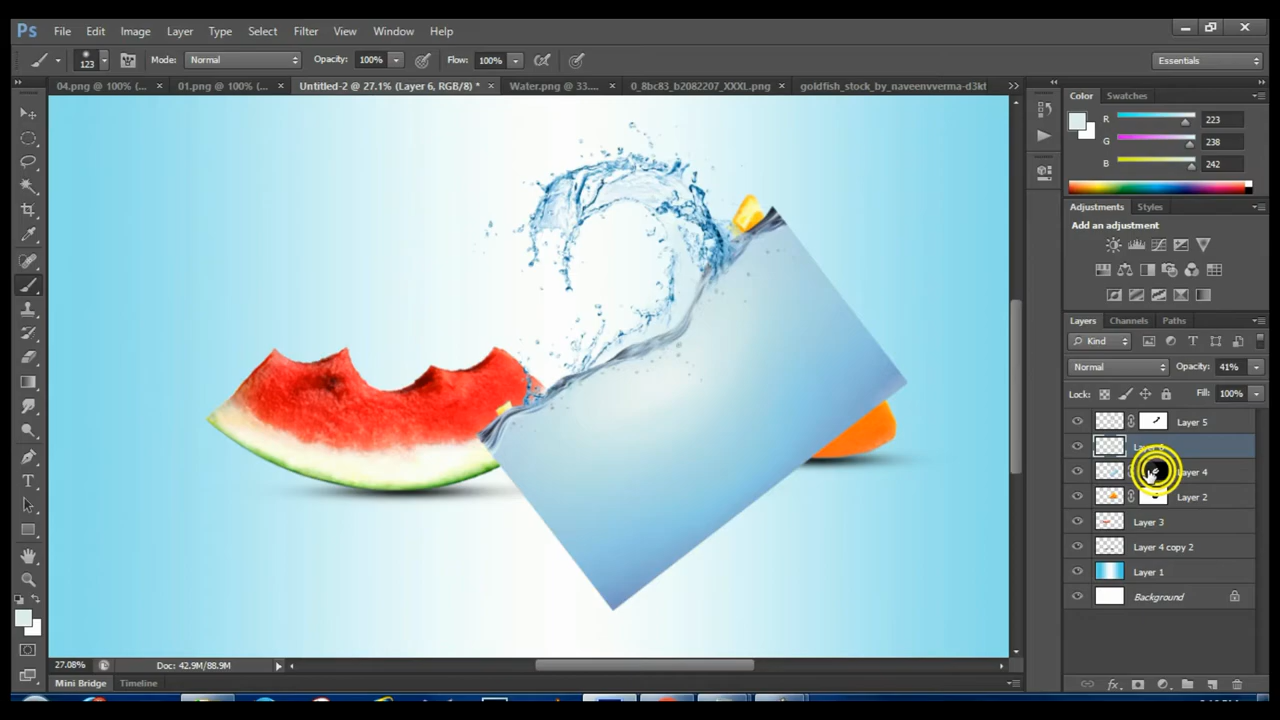 Ps File Edit Image Layer Type Select Filter View Window Help
123 Mode: Normal Opacity: 100% Flow: 100% Essentials
04.png @ 100% (... × 01.png @ 100% (... × Untitled-2 @ 27.1% (Layer 6, RGB/8) * × Water.png @ 33.... × 0_8bc83_b2082207_XXXL.png × goldfish_stock_by_naveenvverma-d3kt
Color Swatches
R 223
G 238
B 242
Adjustments Styles
Add an adjustment
Layers Channels Paths
Kind
Normal Opacity: 41%
Lock: Fill: 100%
Layer 5
Layer 4
Layer 2
Layer 3
Layer 4 copy 2
Layer 1
Background
27.08% Doc: 42.9M/88.9M
Mini Bridge Timeline